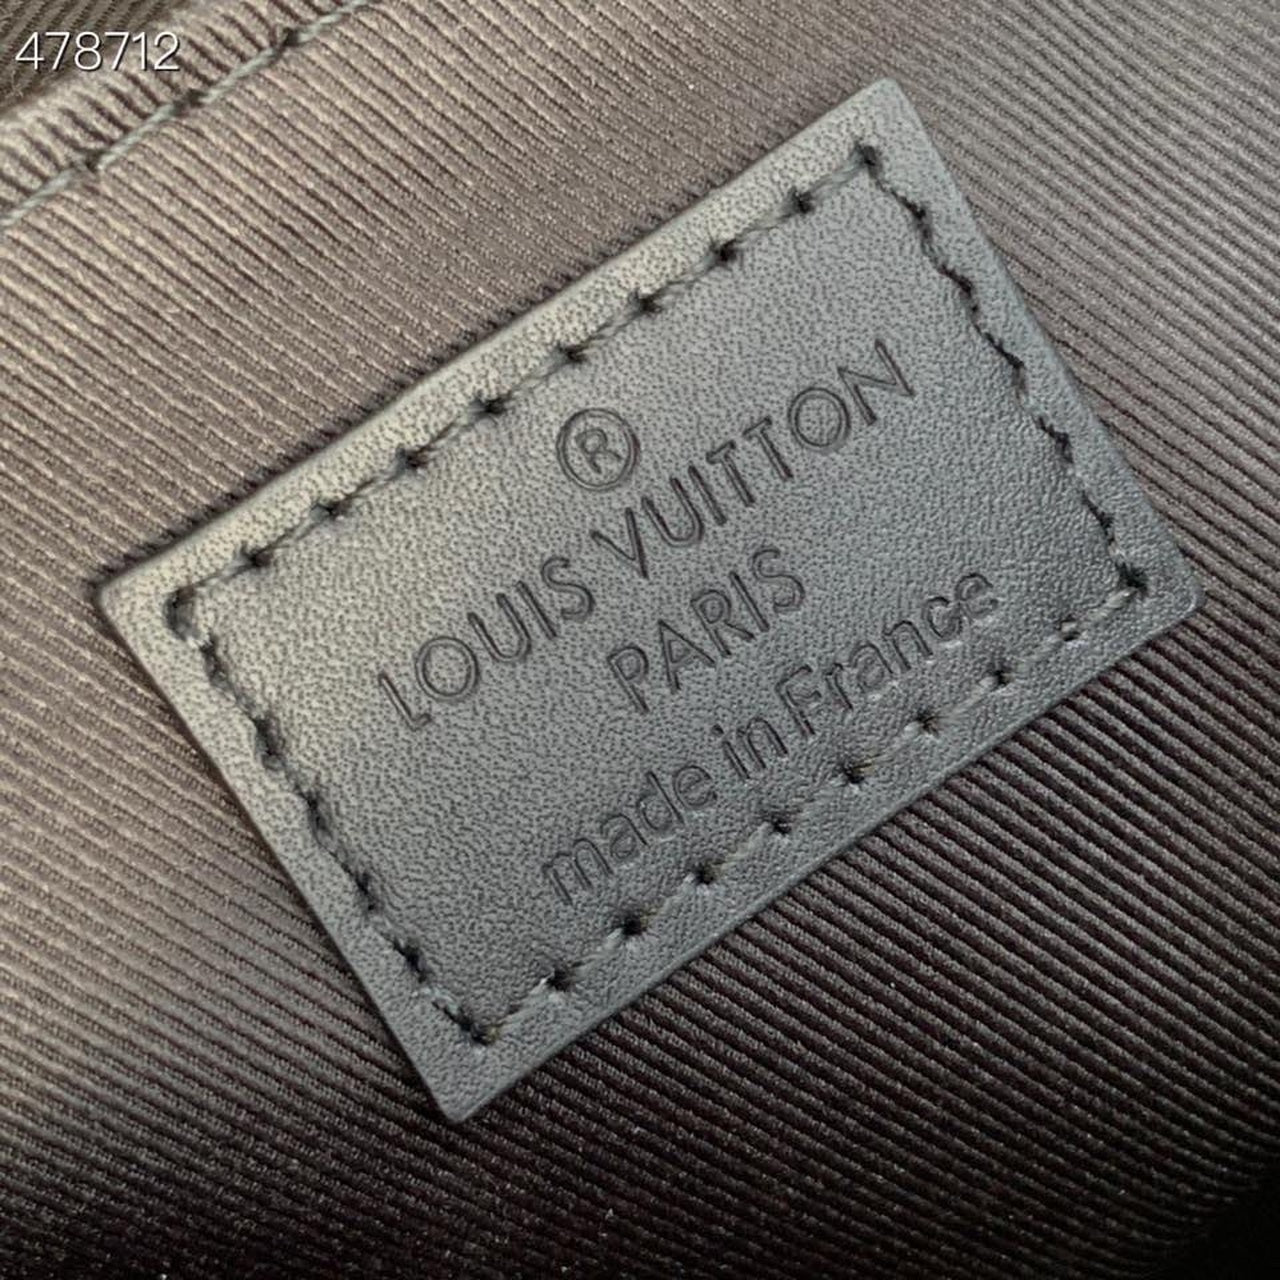 478712
®
LOUIS VUITTON
PARIS
made in France